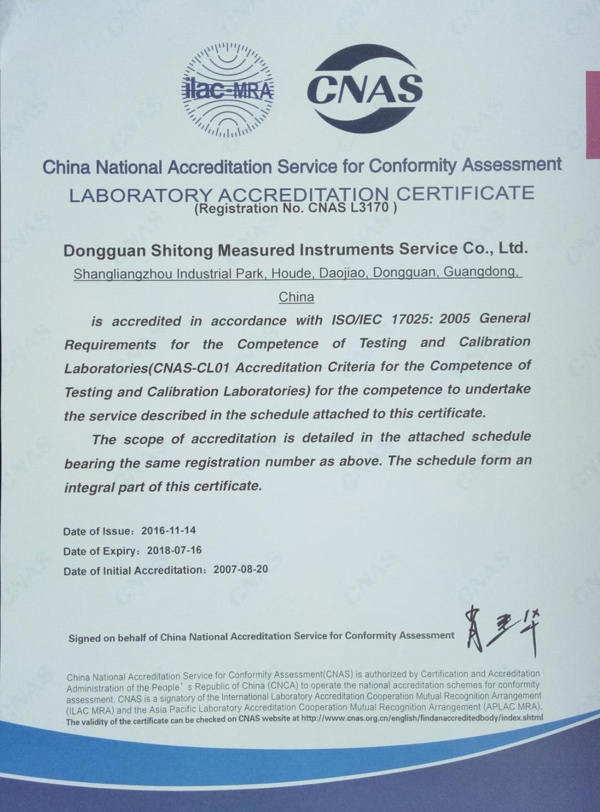 ilac-MRA
CNAS
China National Accreditation Service for Conformity Assessment
LABORATORY ACCREDITATION CERTIFICATE
(Registration No. CNAS L3170 )
Dongguan Shitong Measured Instruments Service Co., Ltd.
Shangliangzhou Industrial Park, Houde, Daojiao, Dongguan, Guangdong,
China
is accredited in accordance with ISO/IEC 17025: 2005 General
Requirements for the Competence of Testing and Calibration
Laboratories(CNAS-CL01 Accreditation Criteria for the Competence of
Testing and Calibration Laboratories) for the competence to undertake
the service described in the schedule attached to this certificate.
The scope of accreditation is detailed in the attached schedule
bearing the same registration number as above. The schedule form an
integral part of this certificate.
Date of Issue: 2016-11-14
Date of Expiry: 2018-07-16
Date of Initial Accreditation: 2007-08-20
Signed on behalf of China National Accreditation Service for Conformity Assessment
China National Accreditation Service for Conformity Assessment(CNAS) is authorized by Certification and Accreditation
Administration of the People's Republic of China (CNCA) to operate the national accreditation schemes for conformity
assessment. CNAS is a signatory of the International Laboratory Accreditation Cooperation Mutual Recognition Arrangement
(ILAC MRA) and the Asia Pacific Laboratory Accreditation Cooperation Mutual Recognition Arrangement (APLAC MRA).
The validity of the certificate can be checked on CNAS website at http://www.cnas.org.cn/english/findanaccreditedbody/index.shtml